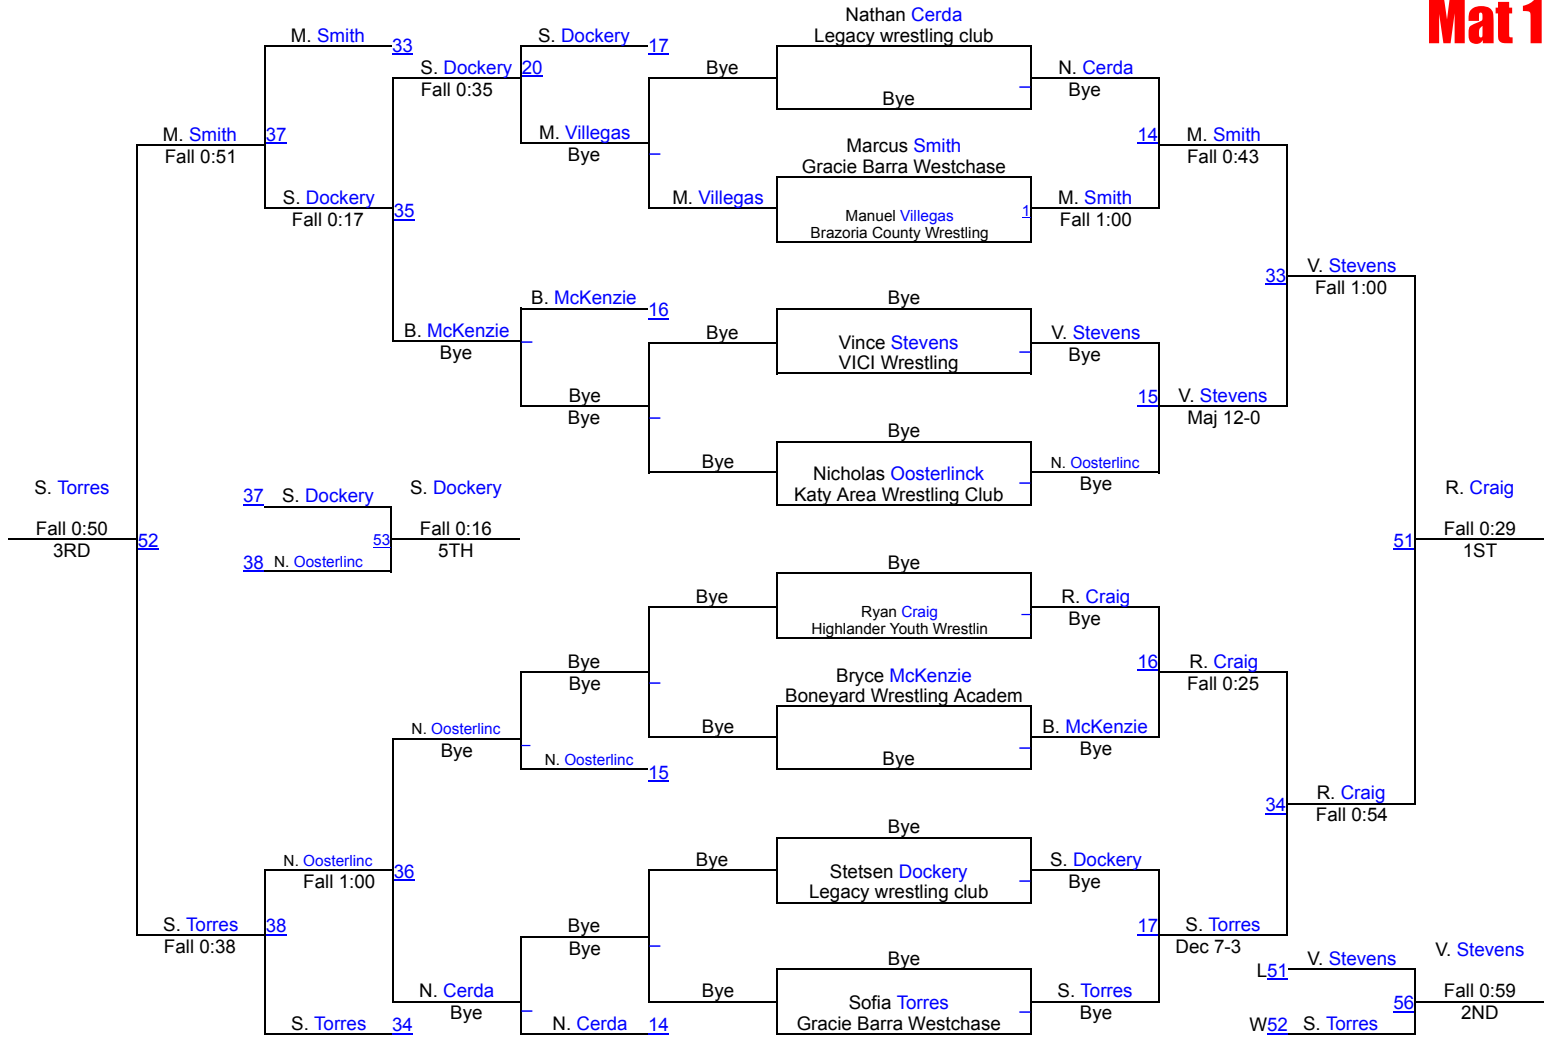 Mat 1
M. Smith 33
S. Dockery 17
Nathan Cerda
Legacy wrestling club
S. Dockery 20
Fall 0:35
Bye
Bye
N. Cerda
Bye
M. Smith 37
Fall 0:51
M. Villegas
Bye
Marcus Smith
Gracie Barra Westchase
14 M. Smith
Fall 0:43
S. Dockery 35
Fall 0:17
M. Villegas
Manuel Villegas 1
Brazoria County Wrestling
M. Smith
Fall 1:00
33 V. Stevens
Fall 1:00
B. McKenzie 16
Bye
B. McKenzie
Bye
Bye
Vince Stevens
VICI Wrestling
V. Stevens
Bye
Bye
Bye
15 V. Stevens
Maj 12-0
Bye
Bye
Nicholas Oosterlinck
Katy Area Wrestling Club
N. Oosterlinc
Bye
S. Torres
Fall 0:50
3RD 52
37 S. Dockery
38 N. Oosterlinc
53
S. Dockery
Fall 0:16
5TH
R. Craig
51 Fall 0:29
1ST
Bye
Bye
Ryan Craig
Highlander Youth Wrestlin
R. Craig
Bye
Bye
Bye
Bryce McKenzie
Boneyard Wrestling Academ
16 R. Craig
Fall 0:25
N. Oosterlinc
Bye
Bye
Bye
B. McKenzie
Bye
N. Oosterlinc 15
34 R. Craig
Fall 0:54
Bye
N. Oosterlinc 36
Fall 1:00
Bye
Stetsen Dockery
Legacy wrestling club
S. Dockery
Bye
S. Torres 38
Fall 0:38
Bye
Bye
17 S. Torres
Dec 7-3
Bye
N. Cerda
Bye
Bye
Sofia Torres
Gracie Barra Westchase
S. Torres
Bye
S. Torres 34
N. Cerda 14
L51 V. Stevens
W52 S. Torres
56
V. Stevens
Fall 0:59
2ND